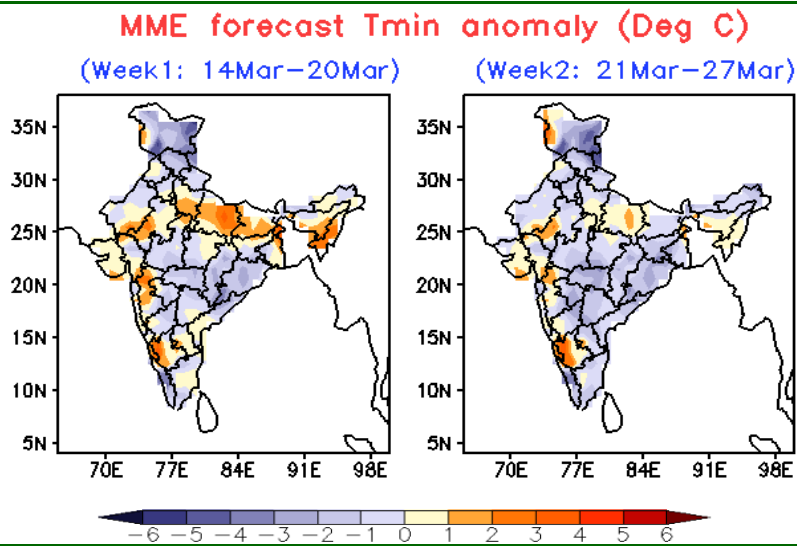 MME forecast Tmin anomaly (Deg C)
(Week1: 14Mar-20Mar)
(Week2: 21Mar-27Mar)
35N
30N
25N
20N
15N
10N
5N
70E 77E 84E 91E 98E
35N
30N
25N
20N
15N
10N
5N
70E 77E 84E 91E 98E
-6 -5 -4 -3 -2 -1 0 1 2 3 4 5 6